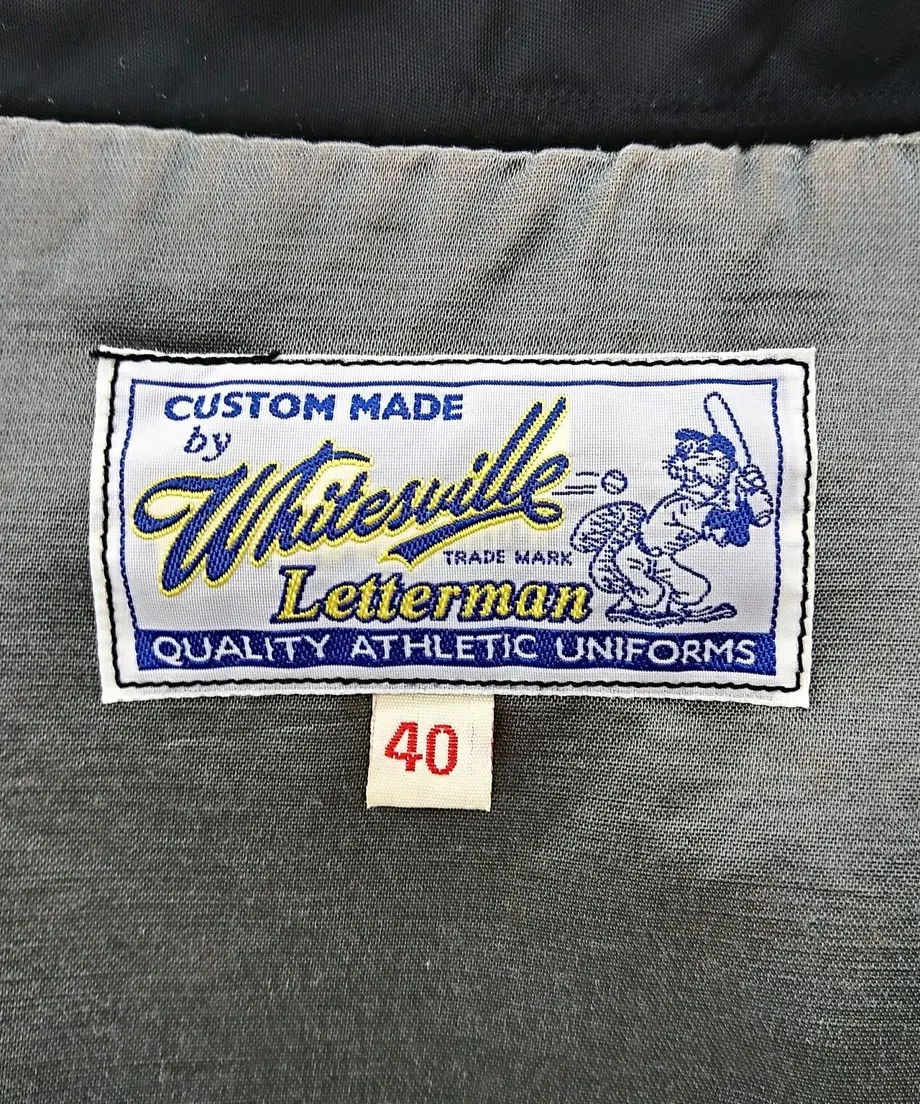 CUSTOM MADE
by
Whitesville
TRADE MARK
Letterman
QUALITY ATHLETIC UNIFORMS
40